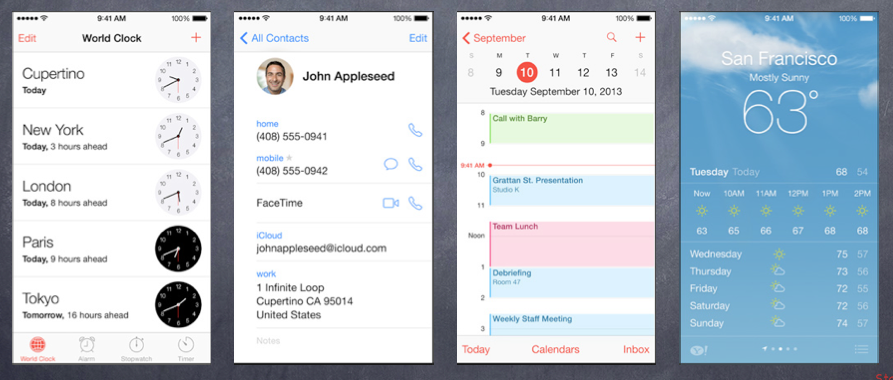 9:41 AM 100%
Edit World Clock +
Cupertino
Today
New York
Today, 3 hours ahead
London
Today, 8 hours ahead
Paris
Today, 9 hours ahead
Tokyo
Tomorrow, 16 hours ahead
World Clock Alarm Stopwatch Timer
9:41 AM 100%
All Contacts Edit
John Appleseed
home
(408) 555-0941
mobile
(408) 555-0942
FaceTime
iCloud
johnappleseed@icloud.com
work
1 Infinite Loop
Cupertino CA 95014
United States
Notes
9:41 AM 100%
September +
S M T W T F S
8 9 10 11 12 13 14
Tuesday September 10, 2013
8
Call with Barry
9
9:41 AM
10
Grattan St. Presentation
Studio K
11
Team Lunch
Noon
1
Debriefing
Room 47
2
Weekly Staff Meeting
3
Today Calendars Inbox
9:41 AM 100%
San Francisco
Mostly Sunny
63°
Tuesday Today 68 54
Now 10AM 11AM 12PM 1PM 2PM
63 65 66 67 68 68
Wednesday 75 57
Thursday 73 56
Friday 72 55
Saturday 72 56
Sunday 74 57
Y!